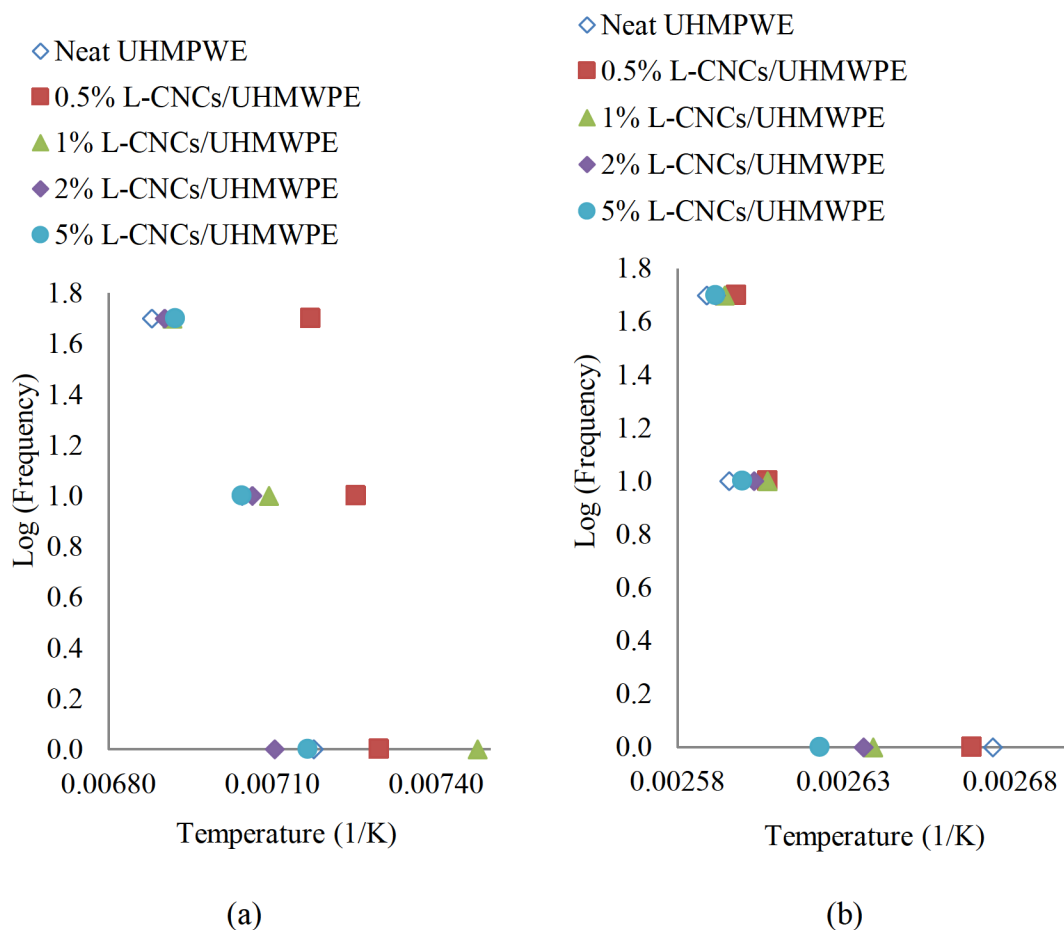 Neat UHMPWE
0.5% L-CNCs/UHMWPE
1% L-CNCs/UHMWPE
2% L-CNCs/UHMWPE
5% L-CNCs/UHMWPE
1.8
1.6
1.4
1.2
1.0
0.8
0.6
0.4
0.2
0.0
Log (Frequency)
0.00680 0.00710 0.00740
Temperature (1/K)
(a)
Neat UHMPWE
0.5% L-CNCs/UHMWPE
1% L-CNCs/UHMWPE
2% L-CNCs/UHMWPE
5% L-CNCs/UHMWPE
1.8
1.6
1.4
1.2
1.0
0.8
0.6
0.4
0.2
0.0
Log (Frequency)
0.00258 0.00263 0.00268
Temperature (1/K)
(b)